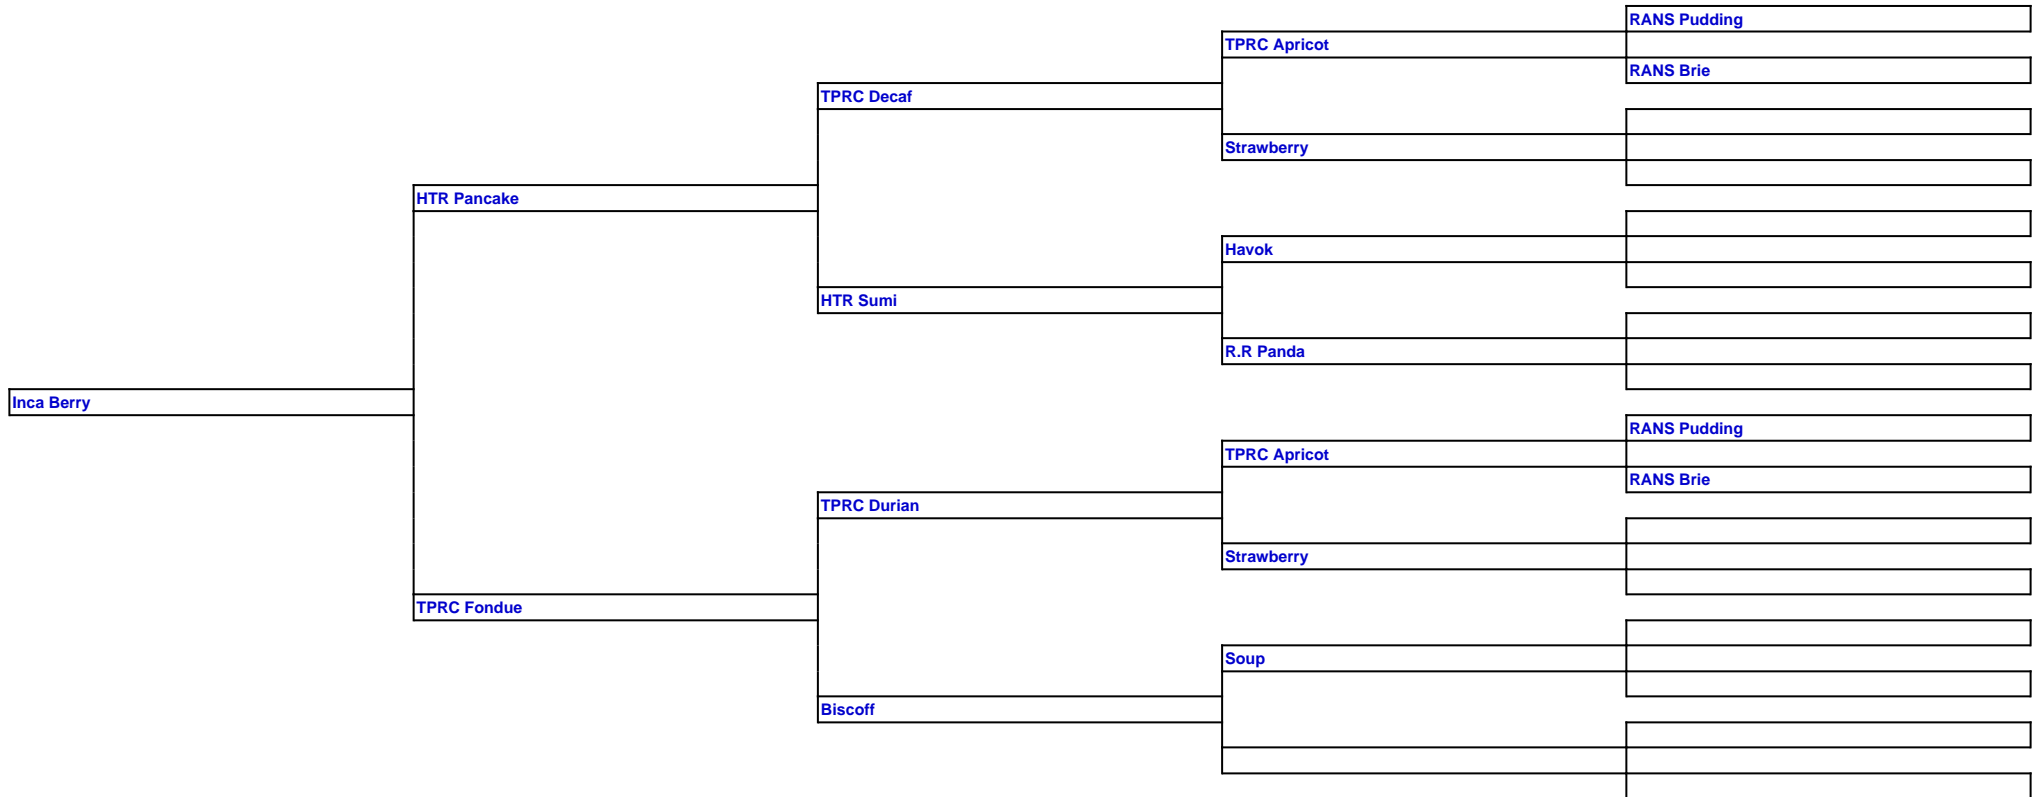 RANS Pudding
TPRC Apricot
RANS Brie
TPRC Decaf
Strawberry
HTR Pancake
Havok
HTR Sumi
R.R Panda
Inca Berry
RANS Pudding
TPRC Apricot
RANS Brie
TPRC Durian
Strawberry
TPRC Fondue
Soup
Biscoff